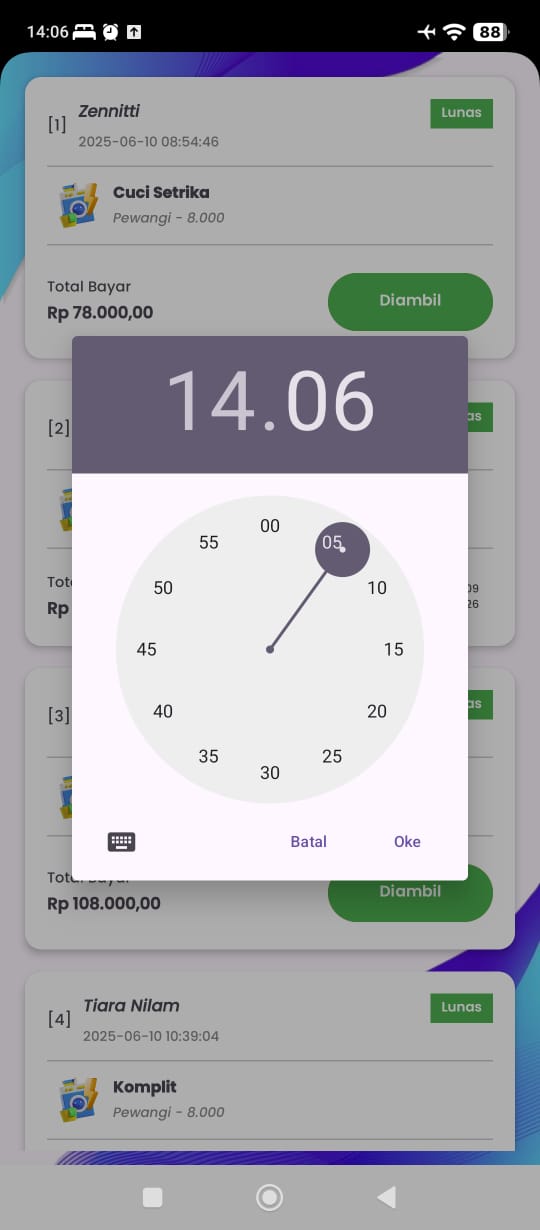 14:06
88
[1]
Zennitti
Lunas
2025-06-10 08:54:46
Cuci Setrika
Pewangi - 8.000
Total Bayar
Rp 78.000,00
Diambil
14.06
[2]
as
00
55
05
50
10
45
15
40
20
35
25
30
Tot
Rp
09
26
[3]
as
Batal
Oke
Total Bayar
Rp 108.000,00
Diambil
[4]
Tiara Nilam
Lunas
2025-06-10 10:39:04
Komplit
Pewangi - 8.000